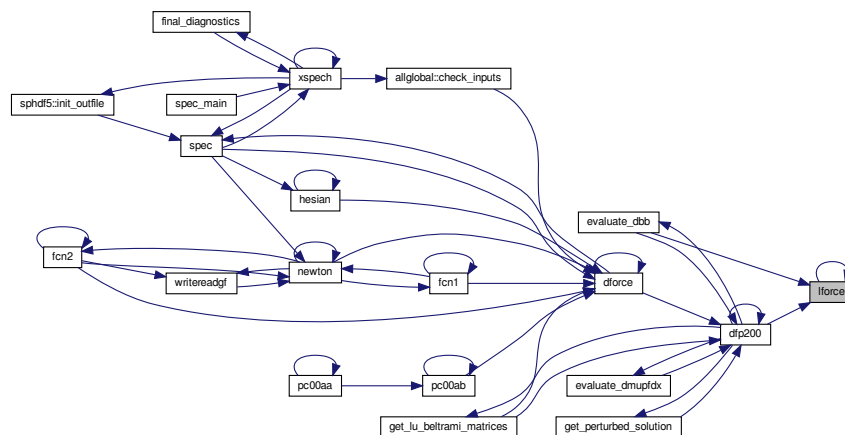 final_diagnostics
xspech
allglobal::check_inputs
sphdf5::init_outfile
spec_main
spec
hesian
evaluate_dbb
fcn2
newton
fcn1
writereadgf
dforce
lforce
dfp200
pc00aa
pc00ab
evaluate_dmupfdx
get_lu_beltrami_matrices
get_perturbed_solution